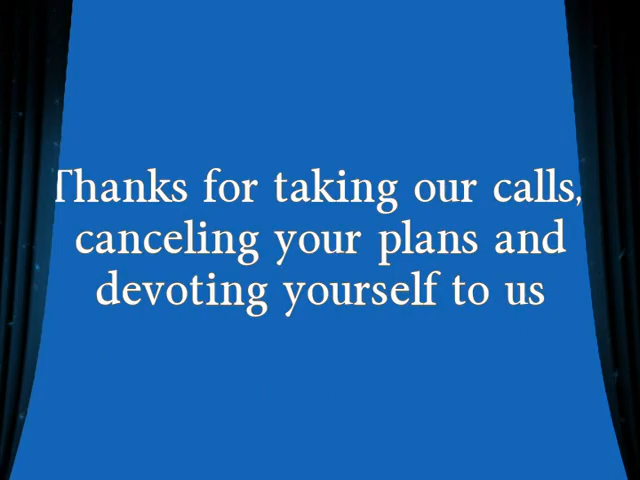 Thanks for taking our calls,
canceling your plans and
devoting yourself to us